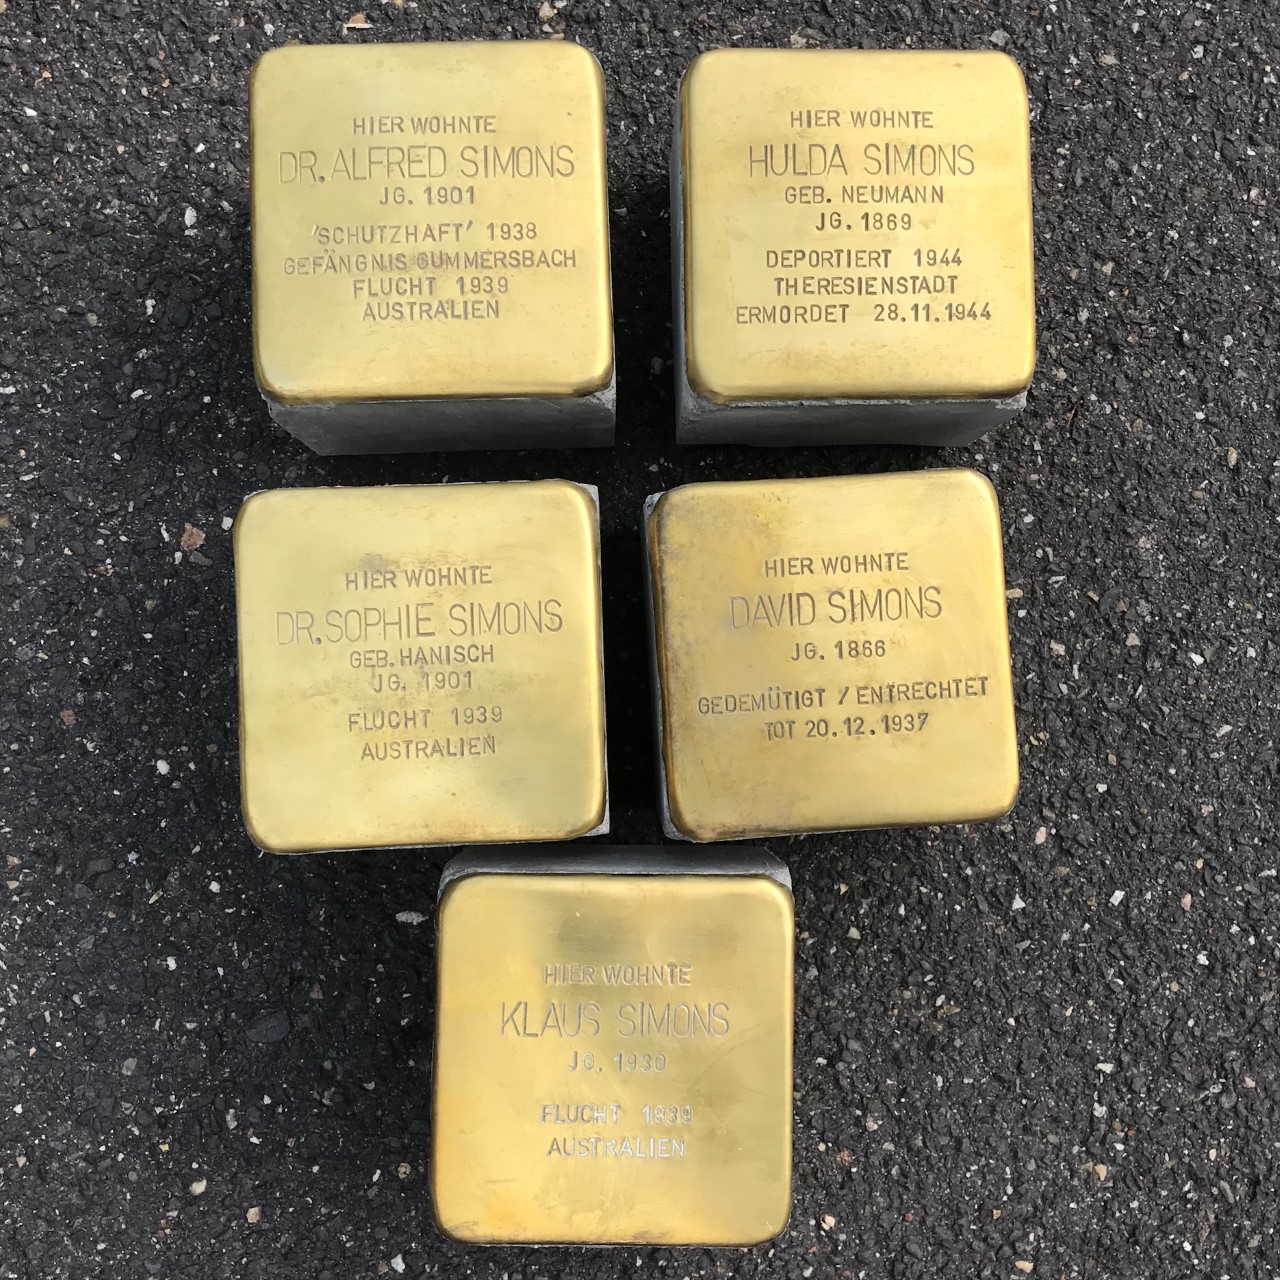 HIER WOHNTE
DR. ALFRED SIMONS
JG. 1901
'SCHUTZHAFT' 1938
GEFÄNGNIS GUMMERSBACH
FLUCHT 1939
AUSTRALIEN
HIER WOHNTE
HULDA SIMONS
GEB. NEUMANN
JG. 1869
DEPORTIERT 1944
THERESIENSTADT
ERMORDET 28.11.1944
HIER WOHNTE
DR. SOPHIE SIMONS
GEB. HANISCH
JG. 1901
FLUCHT 1939
AUSTRALIEN
HIER WOHNTE
DAVID SIMONS
JG. 1866
GEDEMÜTIGT / ENTRECHTET
TOT 20.12.1937
HIER WOHNTE
KLAUS SIMONS
JG. 1930
FLUCHT 1939
AUSTRALIEN